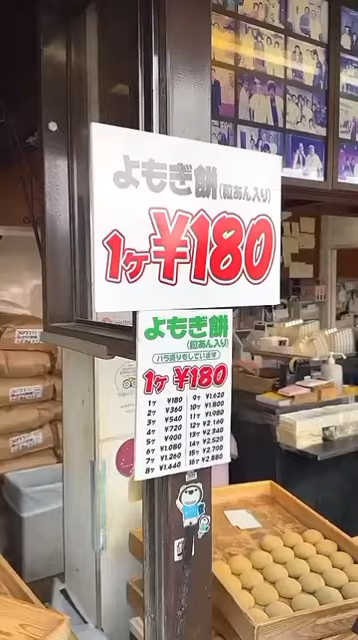 よもぎ餅(粒あん入り)
1ヶ¥180
よもぎ餅
(粒あん入り)
バラ売りもしています
1ヶ ¥180
1ヶ ¥180
2ヶ ¥360
3ヶ ¥540
4ヶ ¥720
5ヶ ¥900
6ヶ ¥1,080
7ヶ ¥1,260
8ヶ ¥1,440
9ヶ ¥1,620
10ヶ ¥1,800
11ヶ ¥1,980
12ヶ ¥2,160
13ヶ ¥2,340
14ヶ ¥2,520
15ヶ ¥2,700
16ヶ ¥2,880